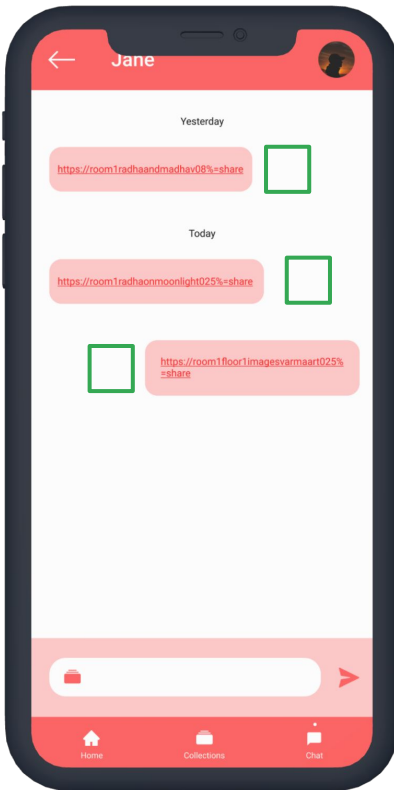 Jane
Yesterday
https://room1radhaandmadhav08%=share
Today
https://room1radhaonmoonlight025%=share
https://room1floor1imagesvarmaart025%
=share
Home
Collections
Chat